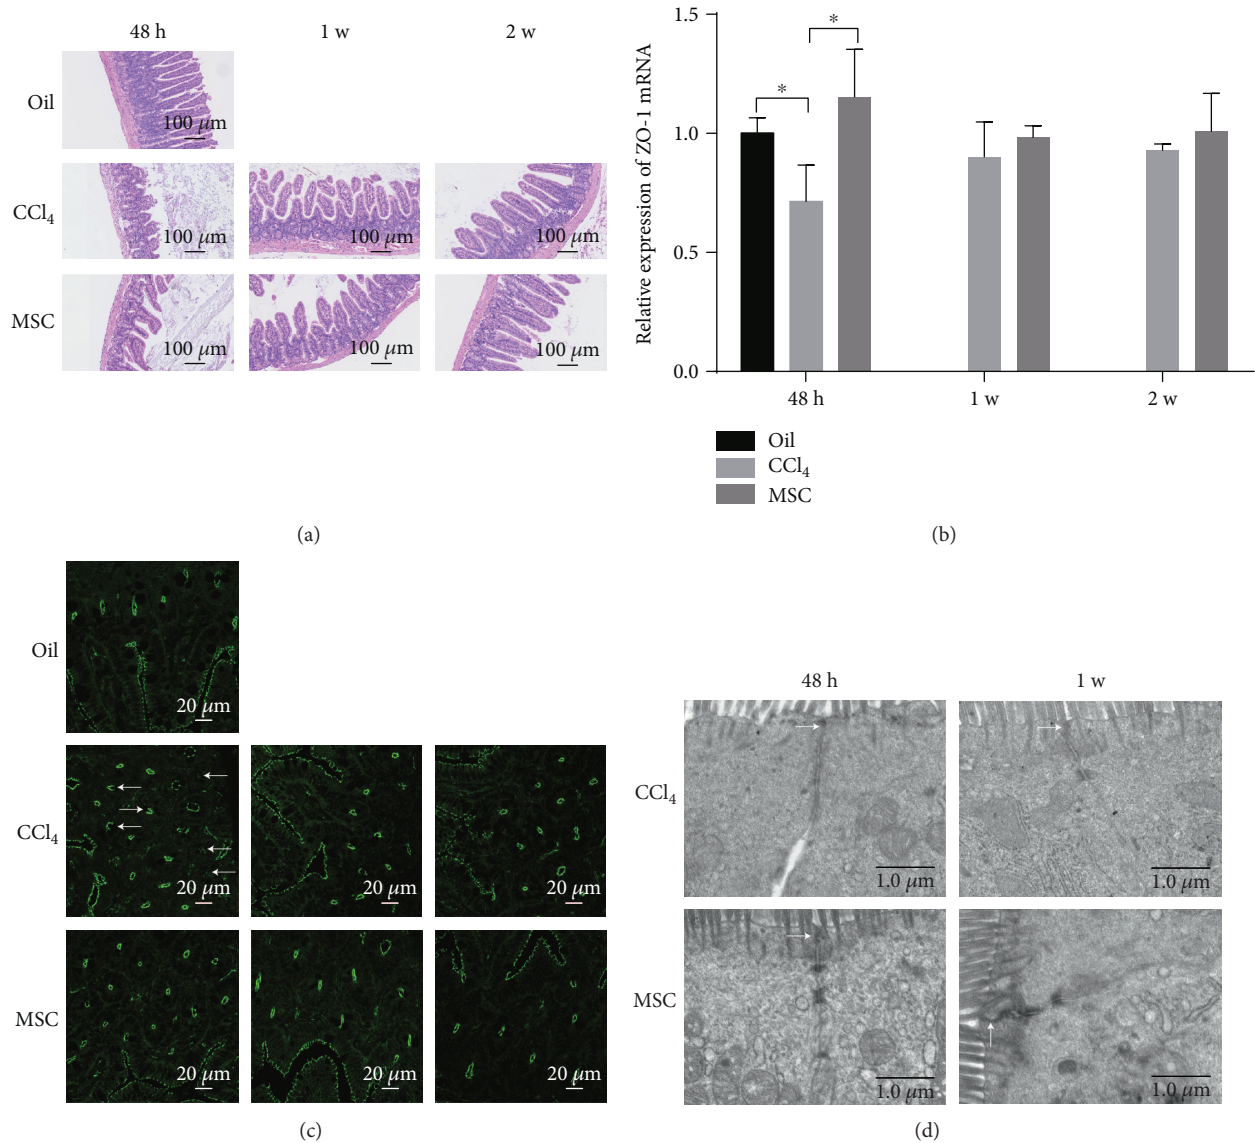 48 h 1 w 2 w
Oil
100 µm
CCl4
100 µm 100 µm 100 µm
MSC
100 µm 100 µm 100 µm
(a)
Relative expression of ZO-1 mRNA
1.5
1.0
0.5
0.0
* *
48 h 1 w 2 w
Oil
CCl4
MSC
(b)
Oil
20 µm
CCl4
20 µm 20 µm 20 µm
MSC
20 µm 20 µm 20 µm
(c)
48 h 1 w
CCl4
1.0 µm 1.0 µm
MSC
1.0 µm 1.0 µm
(d)